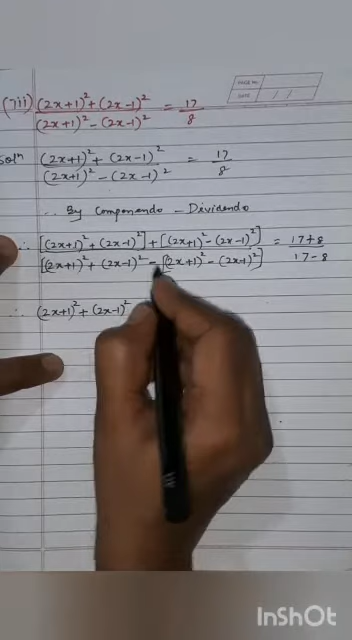 PAGE NO.
DATE / /
(vii) (2x+1)² + (2x-1)² / (2x+1)² - (2x-1)² = 17/8
Solⁿ (2x+1)² + (2x-1)² / (2x+1)² - (2x-1)² = 17/8
∴ By Componendo - Dividendo
∴ [(2x+1)² + (2x-1)²] + [(2x+1)² - (2x-1)²] / [(2x+1)² + (2x-1)² - [(2x+1)² - (2x-1)²] = 17+8 / 17-8
∴ (2x+1)² + (2x-1)²
InShOt